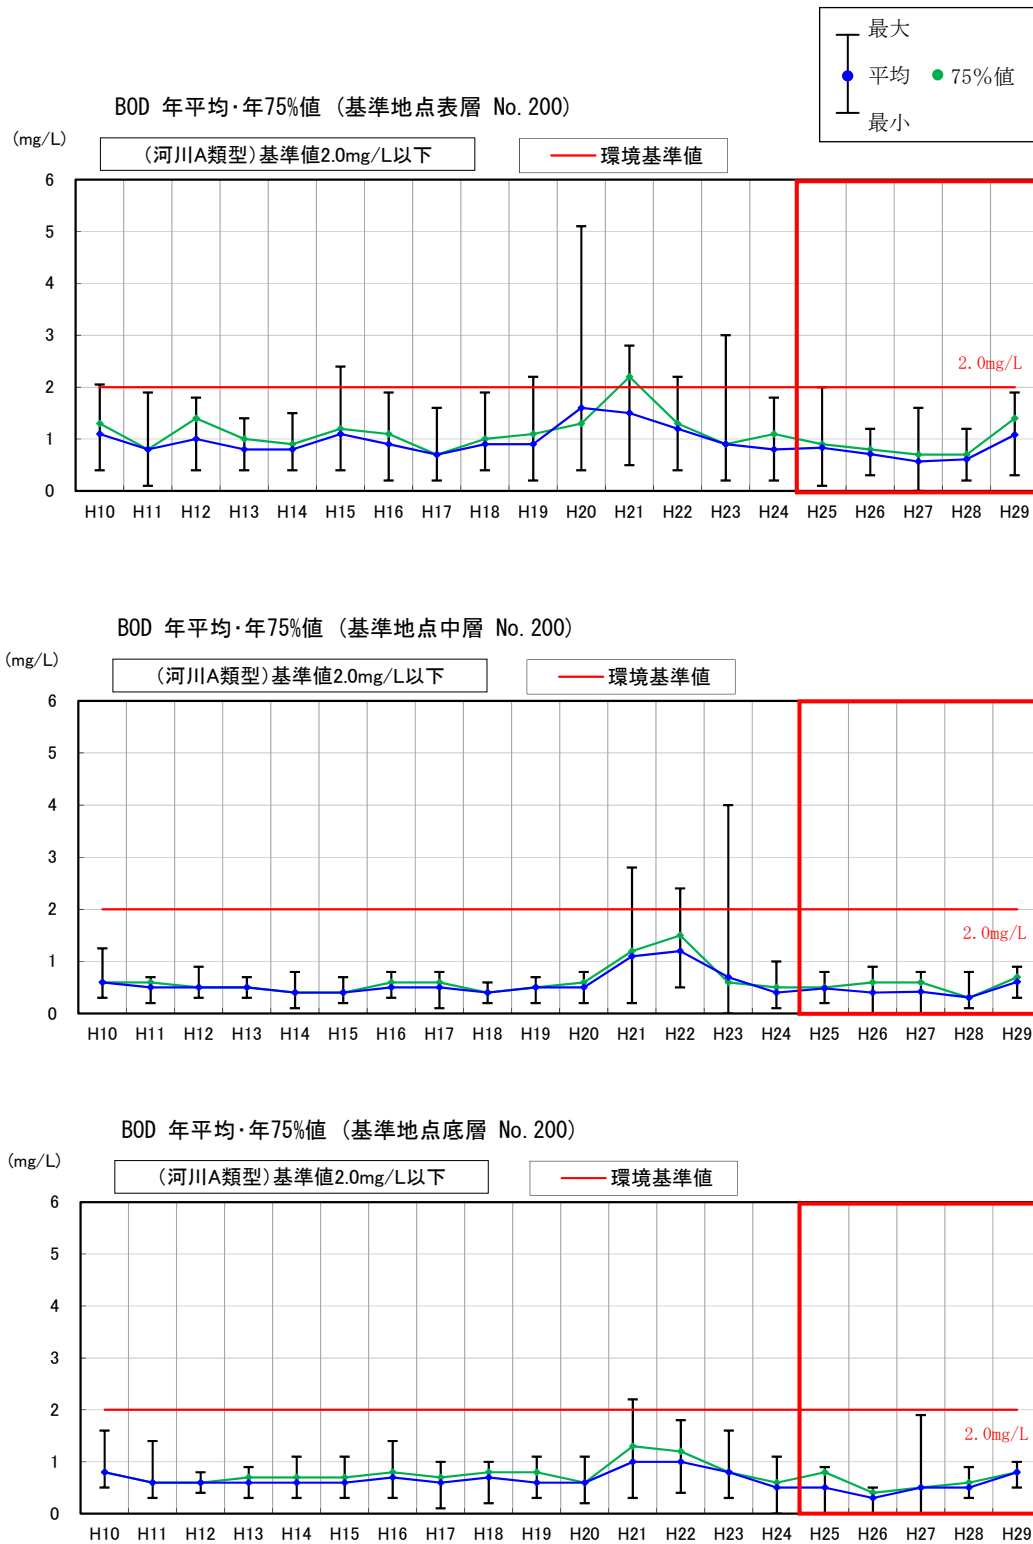 最大
平均
75%値
最小
BOD 年平均・年75%値 (基準地点表層 No.200)
(mg/L)
(河川A類型)基準値2.0mg/L以下
環境基準値
6
5
4
3
2
1
0
2.0mg/L
H10 H11 H12 H13 H14 H15 H16 H17 H18 H19 H20 H21 H22 H23 H24 H25 H26 H27 H28 H29
BOD 年平均・年75%値 (基準地点中層 No.200)
(mg/L)
(河川A類型)基準値2.0mg/L以下
環境基準値
6
5
4
3
2
1
0
2.0mg/L
H10 H11 H12 H13 H14 H15 H16 H17 H18 H19 H20 H21 H22 H23 H24 H25 H26 H27 H28 H29
BOD 年平均・年75%値 (基準地点底層 No.200)
(mg/L)
(河川A類型)基準値2.0mg/L以下
環境基準値
6
5
4
3
2
1
0
2.0mg/L
H10 H11 H12 H13 H14 H15 H16 H17 H18 H19 H20 H21 H22 H23 H24 H25 H26 H27 H28 H29